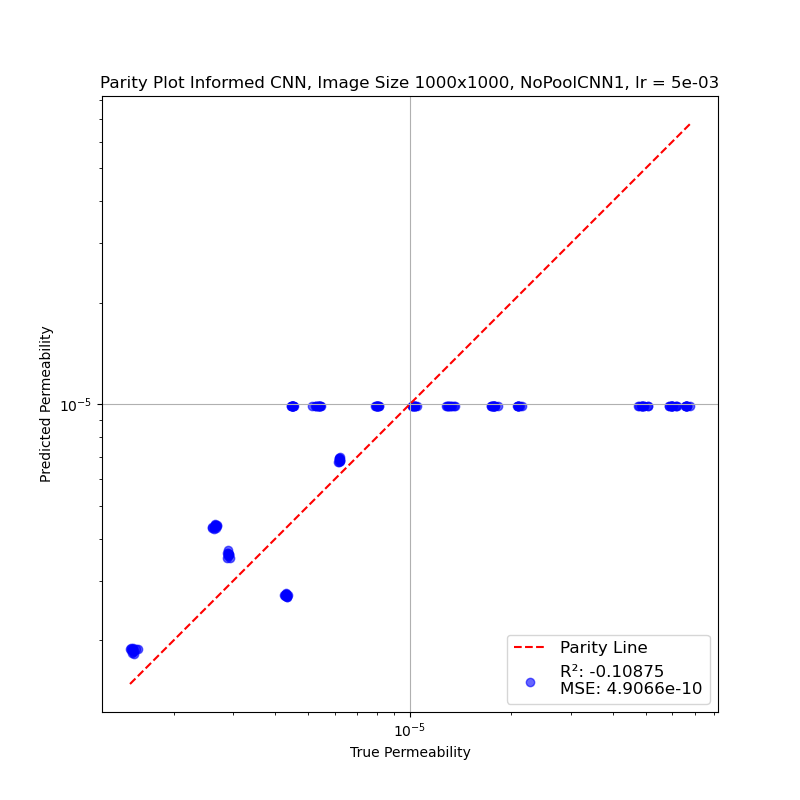 Parity Plot Informed CNN, Image Size 1000x1000, NoPoolCNN1, lr = 5e-03
Predicted Permeability
10⁻⁵
Parity Line
R²: -0.10875
MSE: 4.9066e-10
10⁻⁵
True Permeability